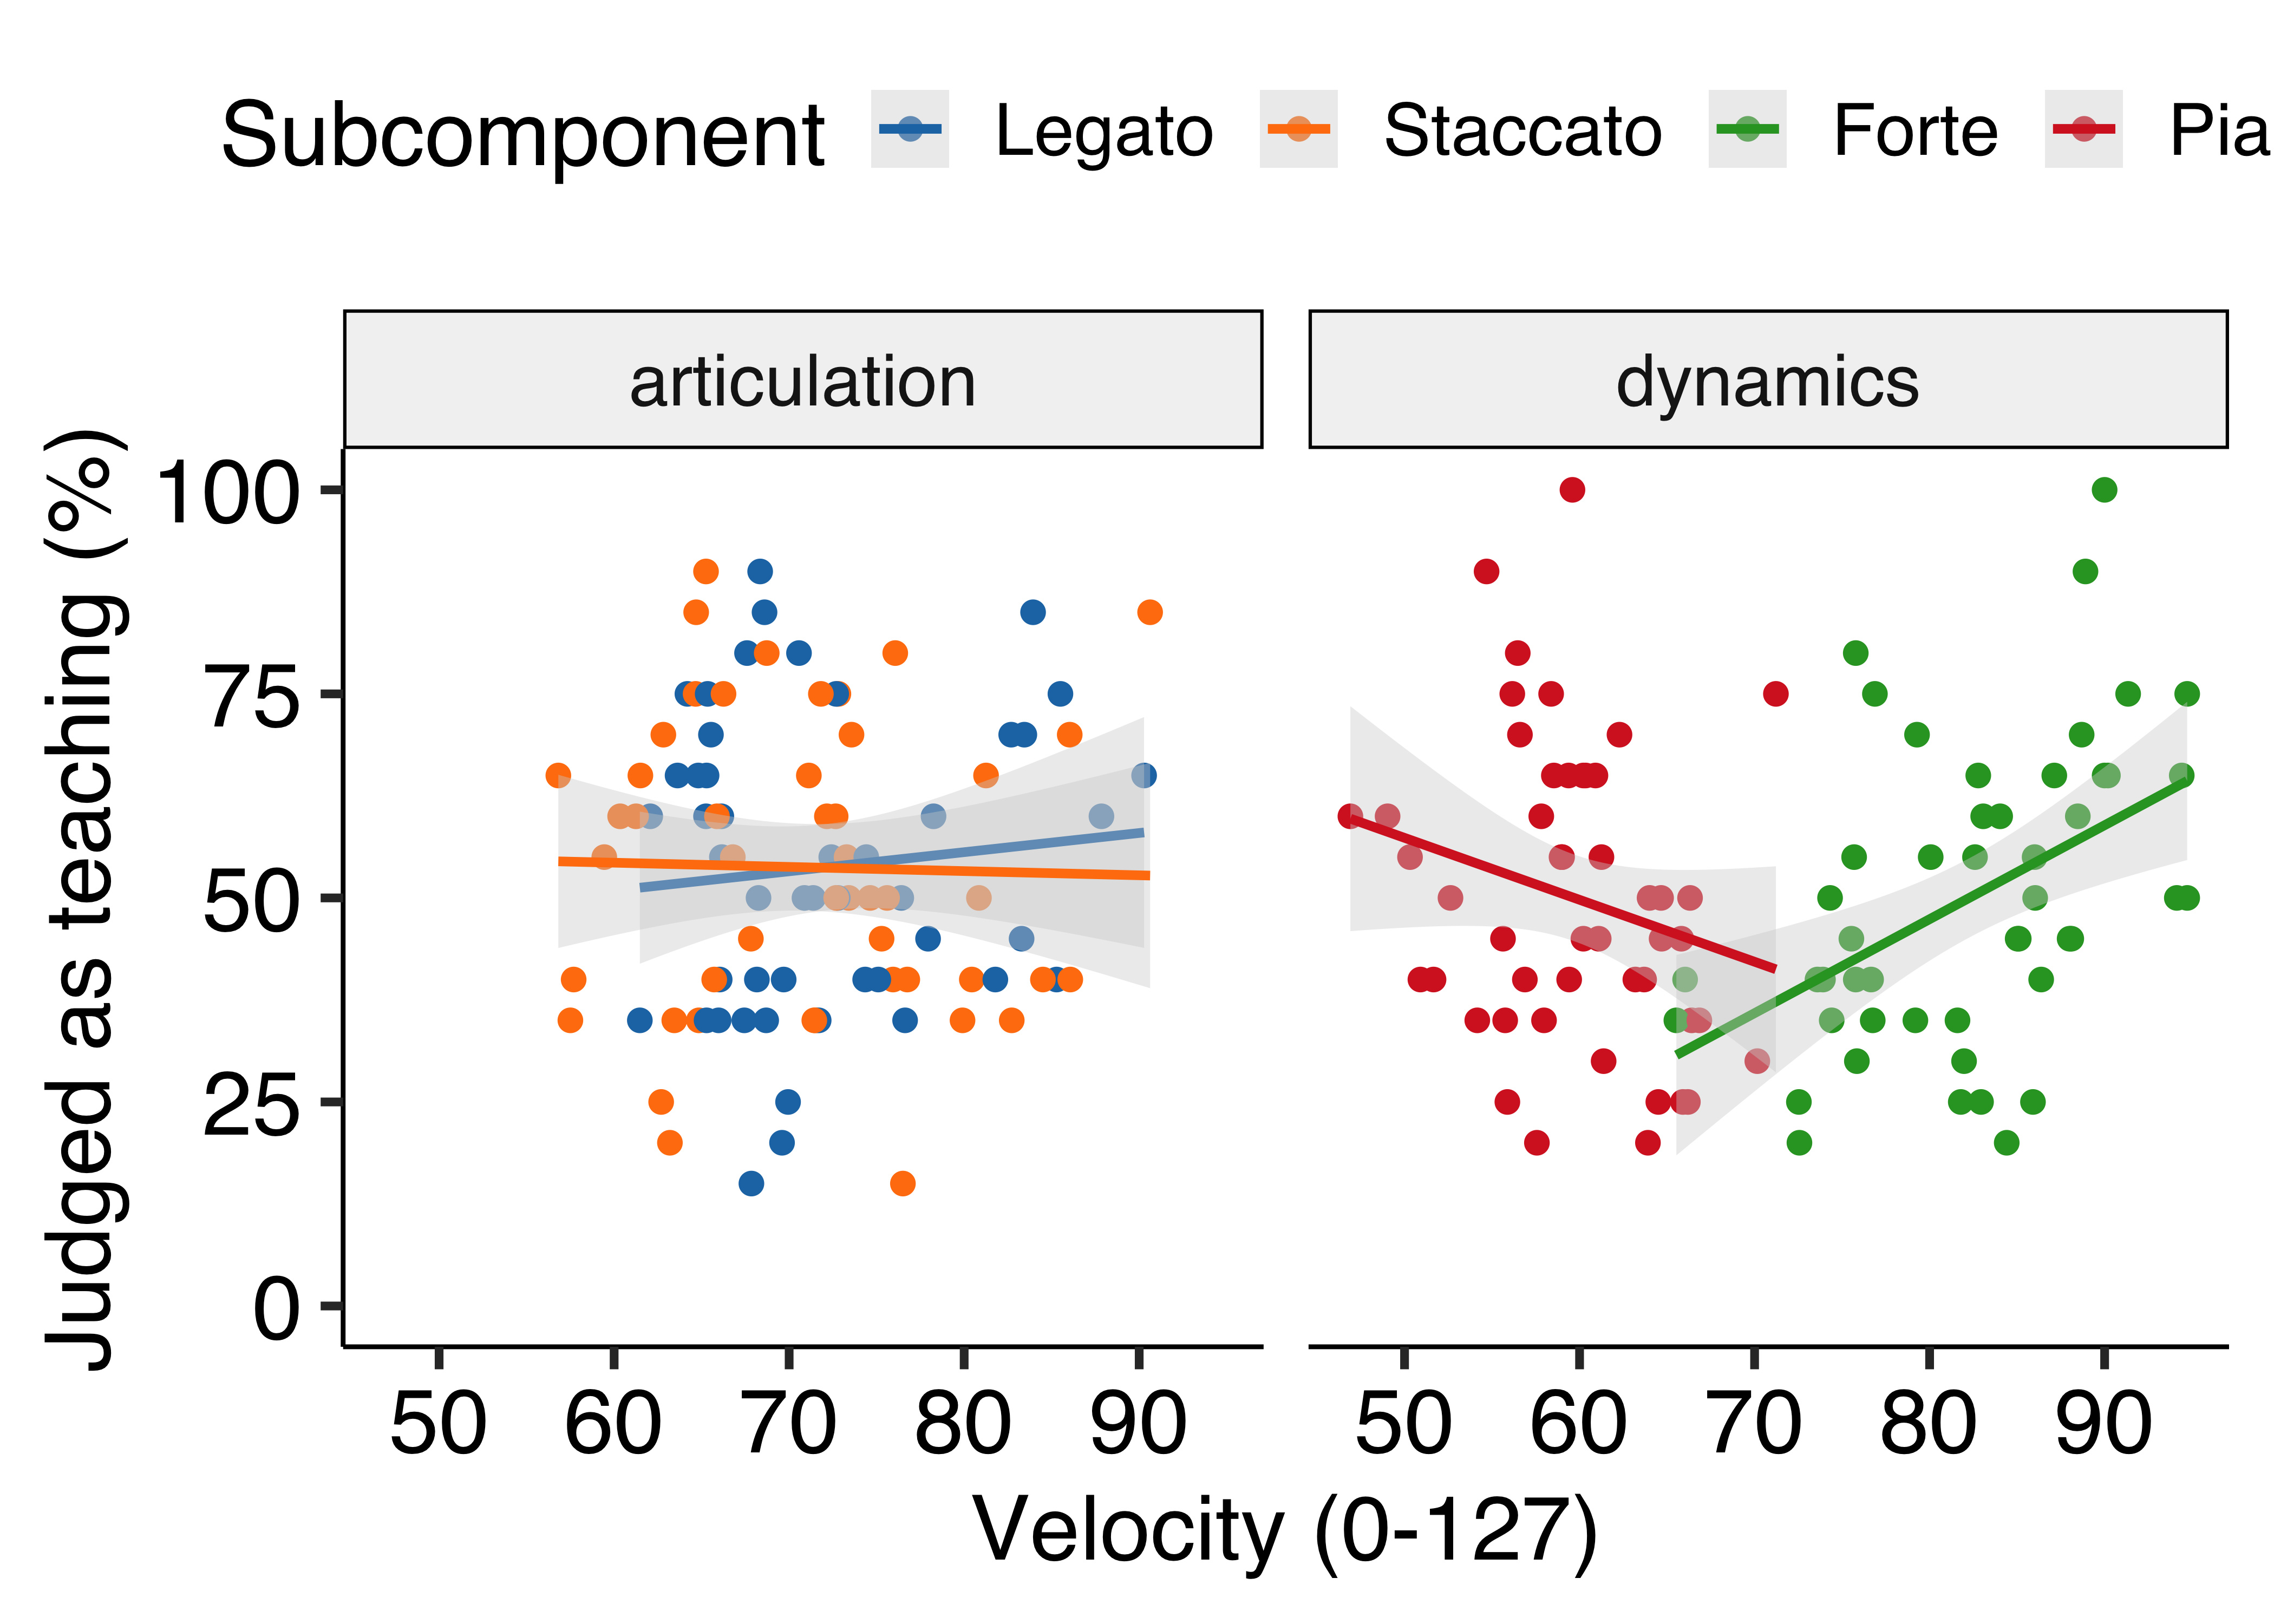 Subcomponent Legato Staccato Forte Pia
articulation dynamics
Judged as teaching (%)
100
75
50
25
0
50 60 70 80 90 50 60 70 80 90
Velocity (0-127)